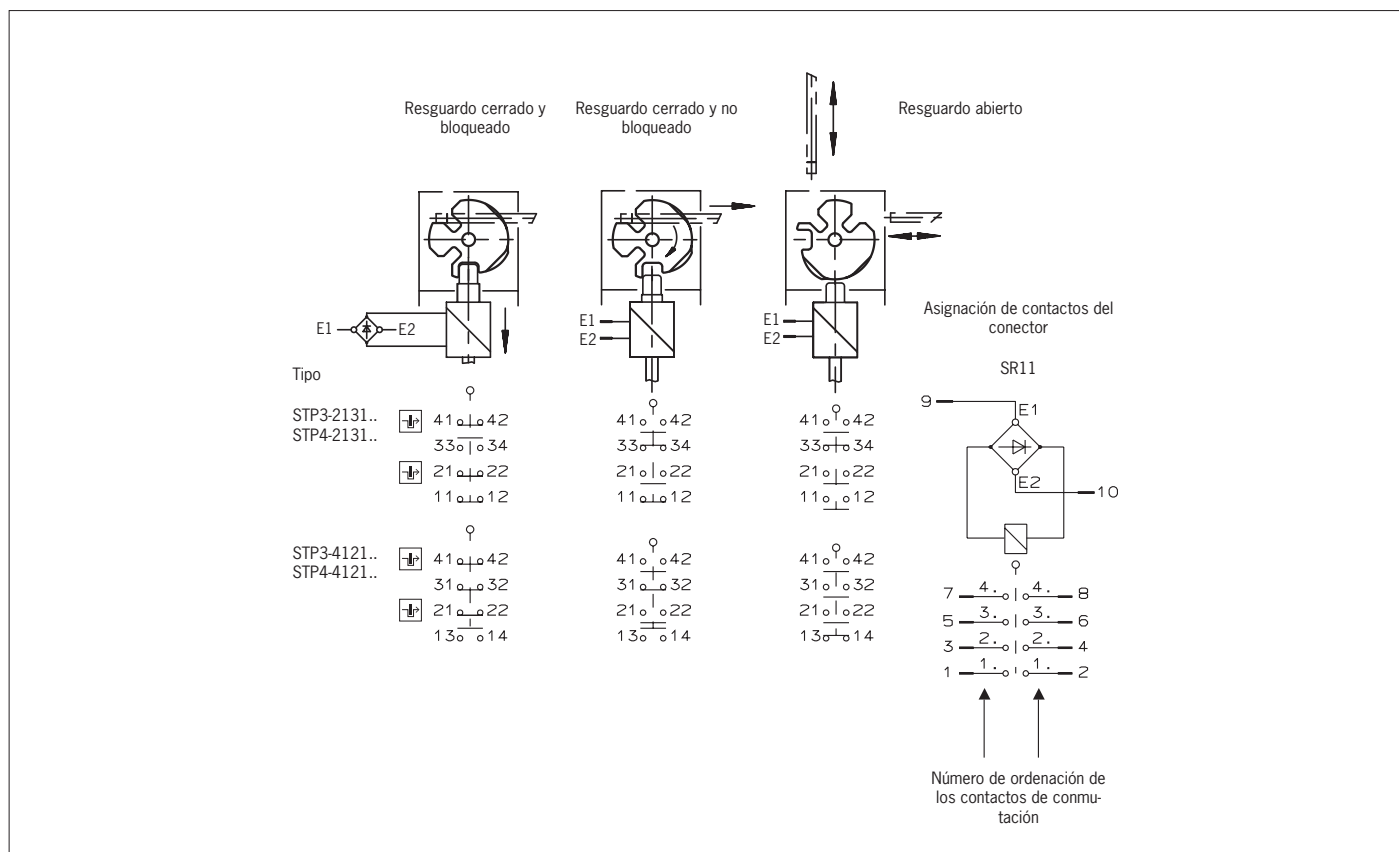 Resguardo cerrado y
bloqueado
Resguardo cerrado y no
bloqueado
Resguardo abierto
E1
E2
E1
E2
E1
E2
Tipo
STP3-2131..
STP4-2131..
41 42
33 34
21 22
11 12
41 42
33 34
21 22
11 12
41 42
33 34
21 22
11 12
STP3-4121..
STP4-4121..
41 42
31 32
21 22
13 14
41 42
31 32
21 22
13 14
41 42
31 32
21 22
13 14
Asignación de contactos del
conector
SR11
9
E1
E2
10
7 4. 4. 8
5 3. 3. 6
3 2. 2. 4
1 1. 1. 2
Número de ordenación de
los contactos de conmu-
tación